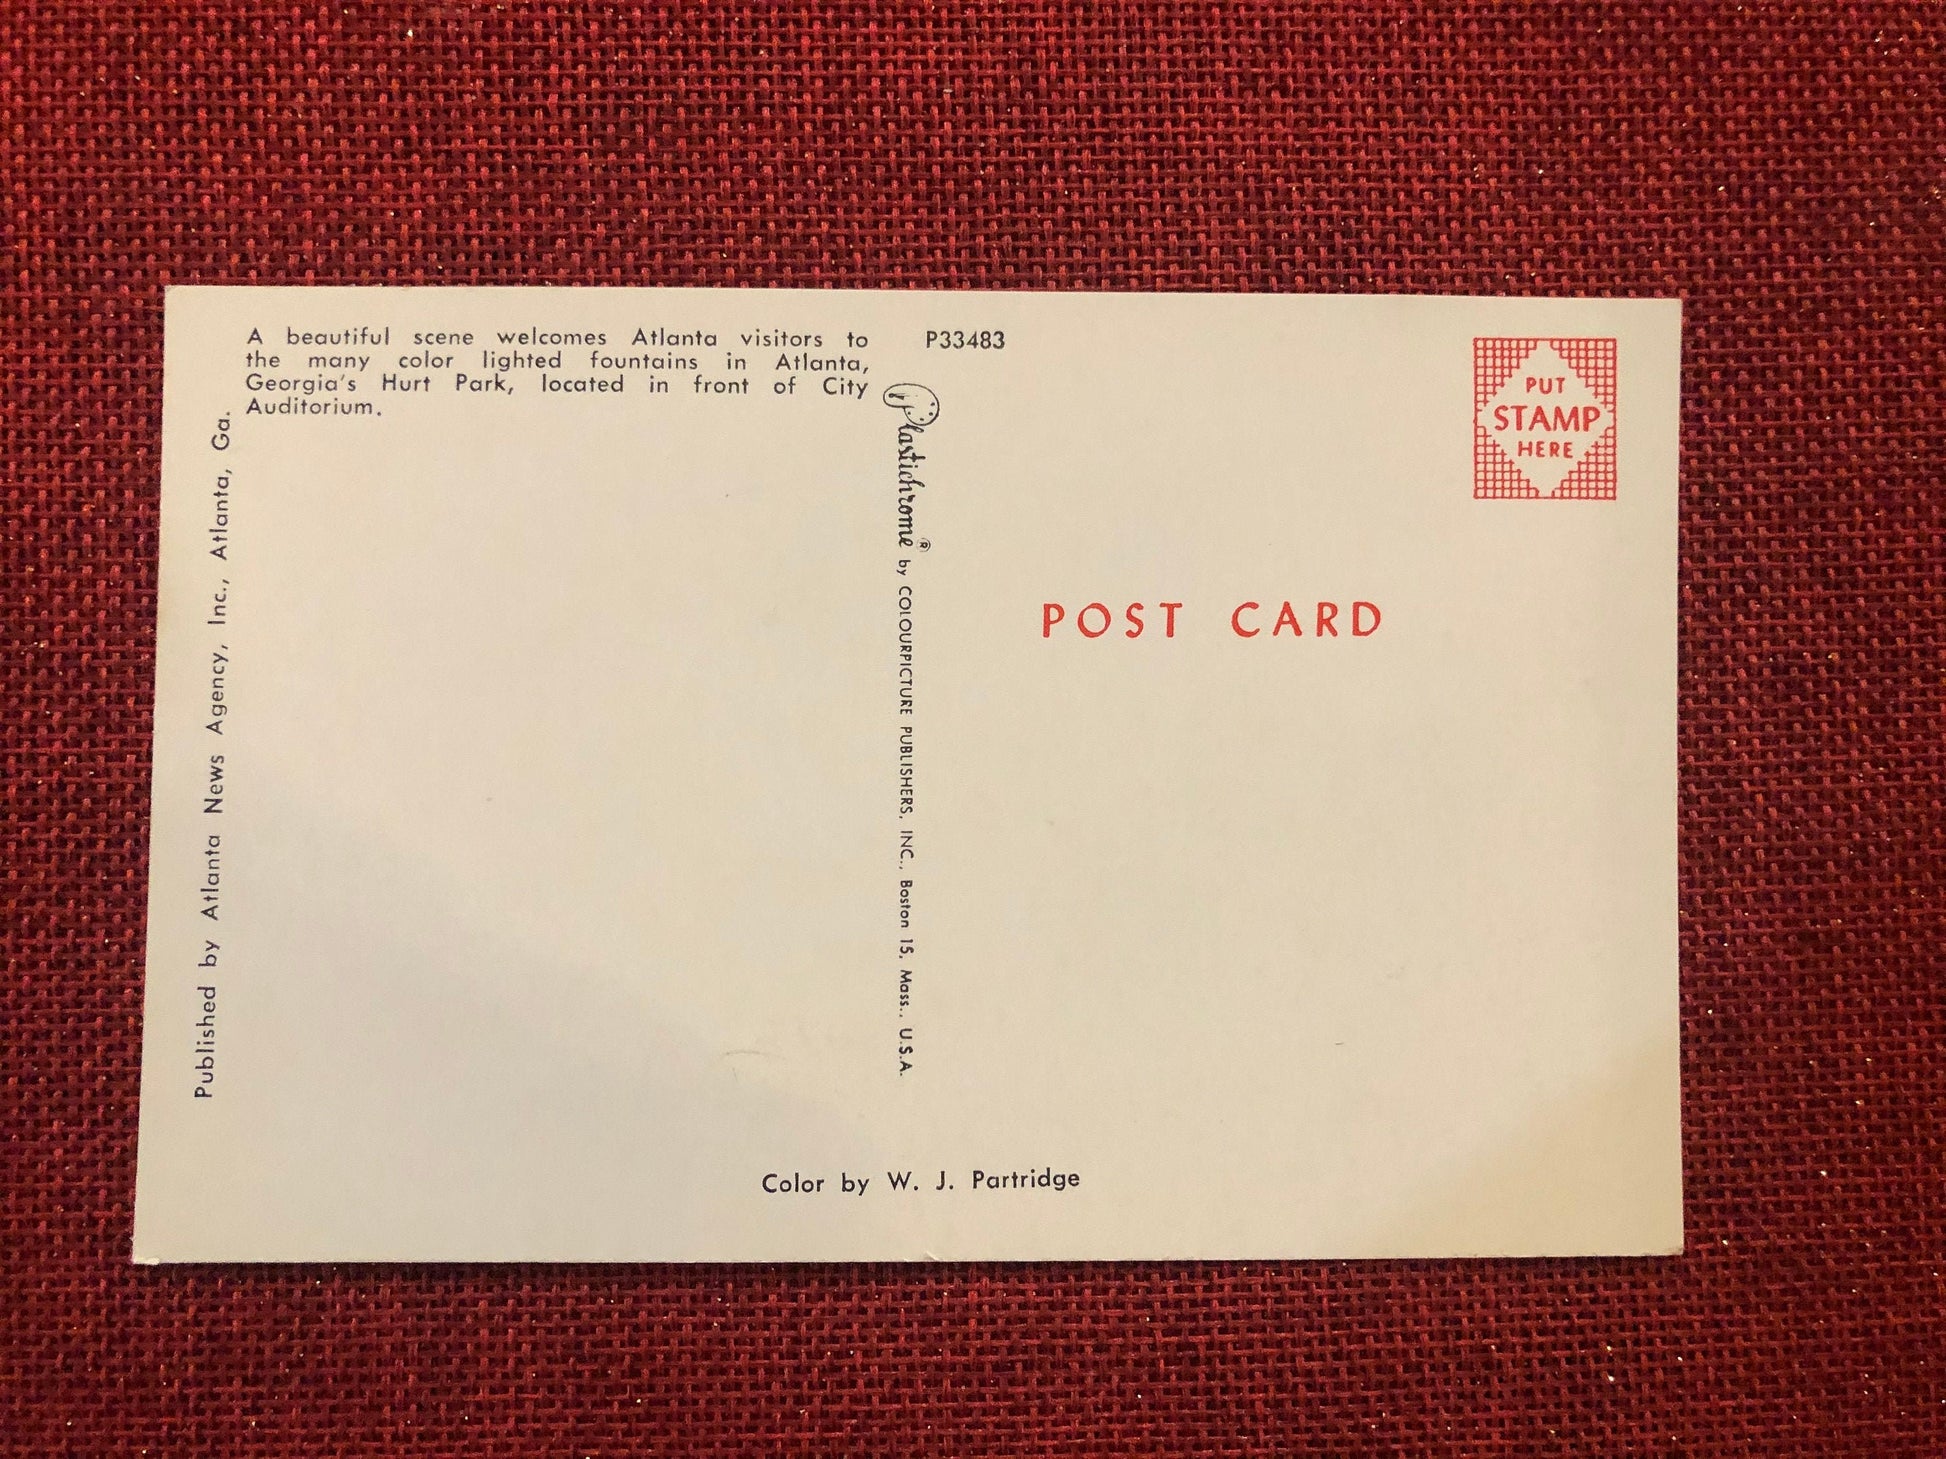 A beautiful scene welcomes Atlanta visitors to
the many color lighted fountains in Atlanta,
Georgia's Hurt Park, located in front of City
Auditorium.
Published by Atlanta News Agency, Inc., Atlanta, Ga.
P33483
Plastichrome® by COLOURPICTURE PUBLISHERS, INC., Boston 15, Mass., U.S.A.
PUT
STAMP
HERE
POST CARD
Color by W. J. Partridge